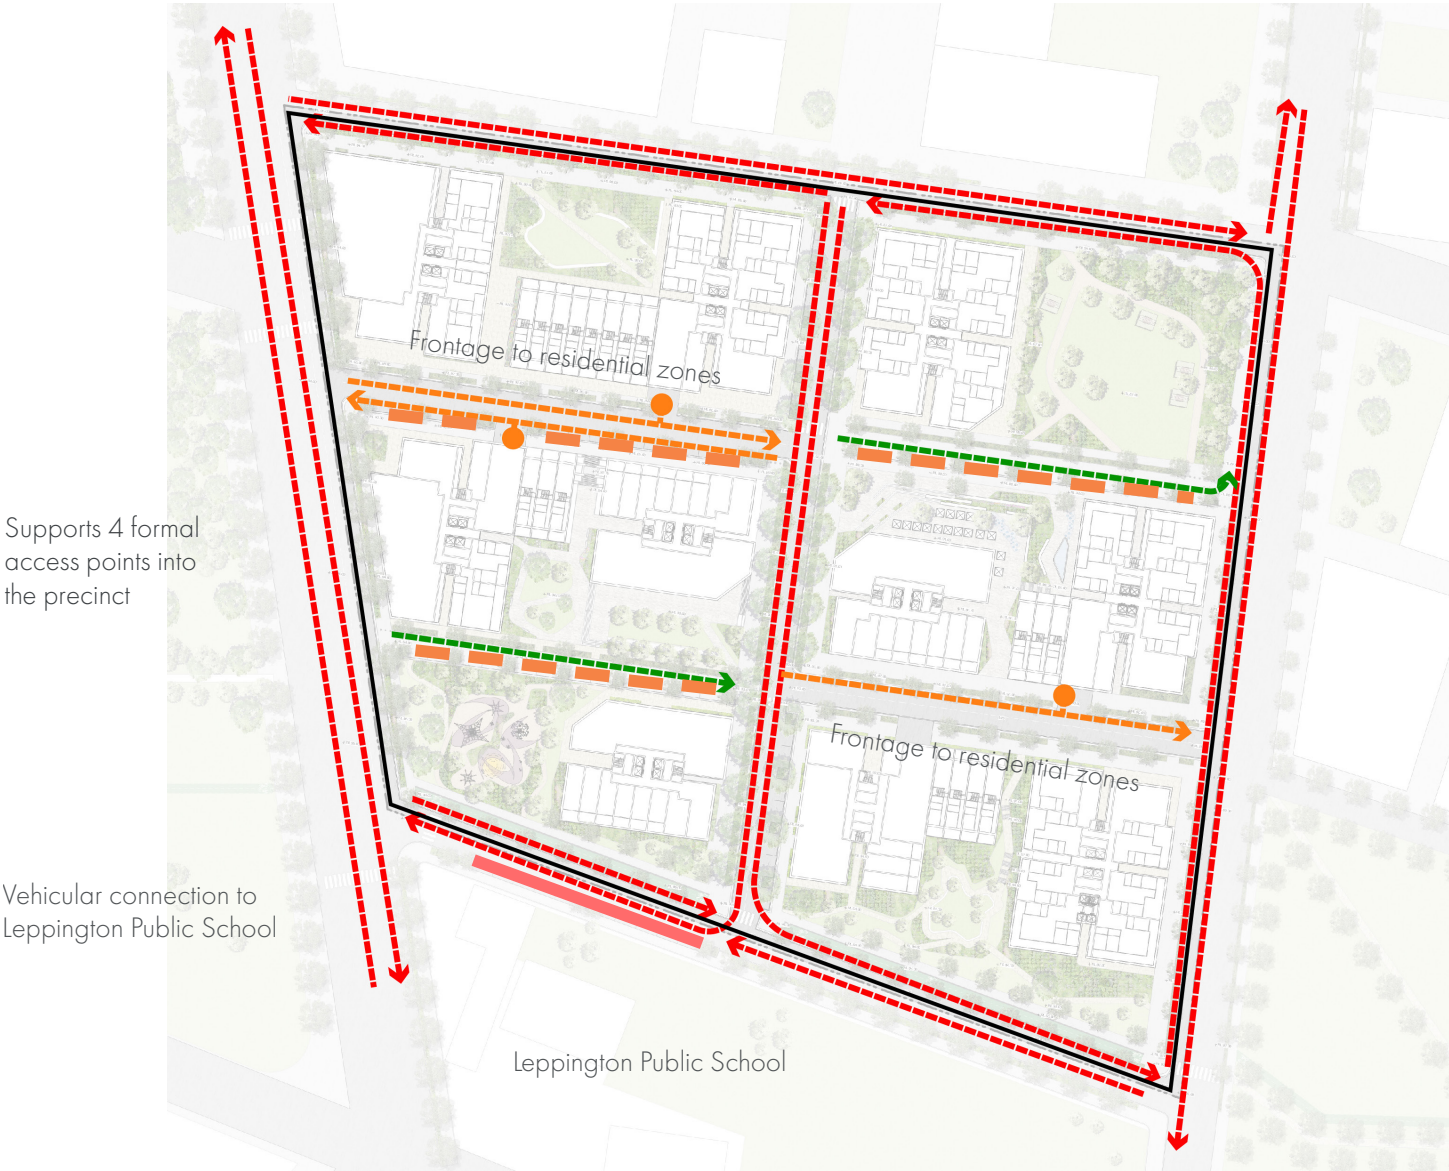 Frontage to residential zones
Supports 4 formal
access points into
the precinct
Frontage to residential zones
Vehicular connection to
Leppington Public School
Leppington Public School